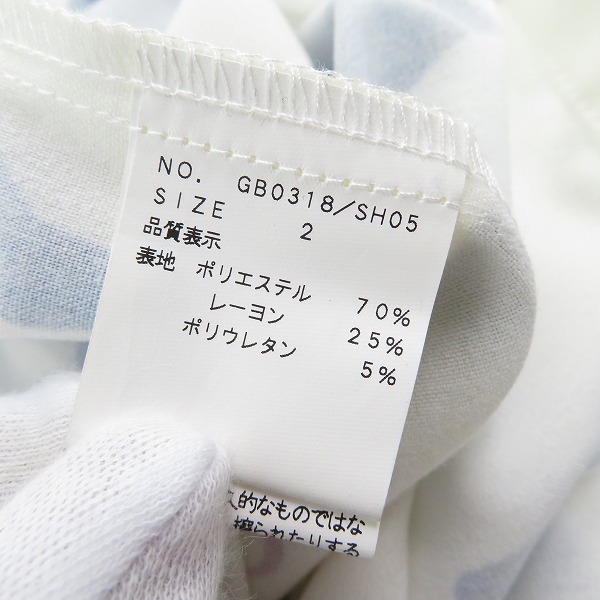 NO. GB0318/SH05
SIZE 2
品質表示
表地 ポリエステル 70%
レーヨン 25%
ポリウレタン 5%
久的なものではな
擦られたりする